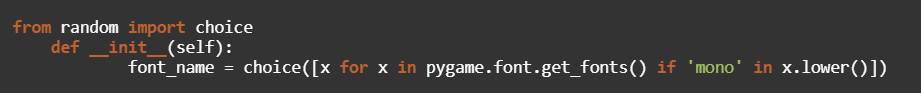 from random import choice
    def __init__(self):
            font_name = choice([x for x in pygame.font.get_fonts() if 'mono' in x.lower()])